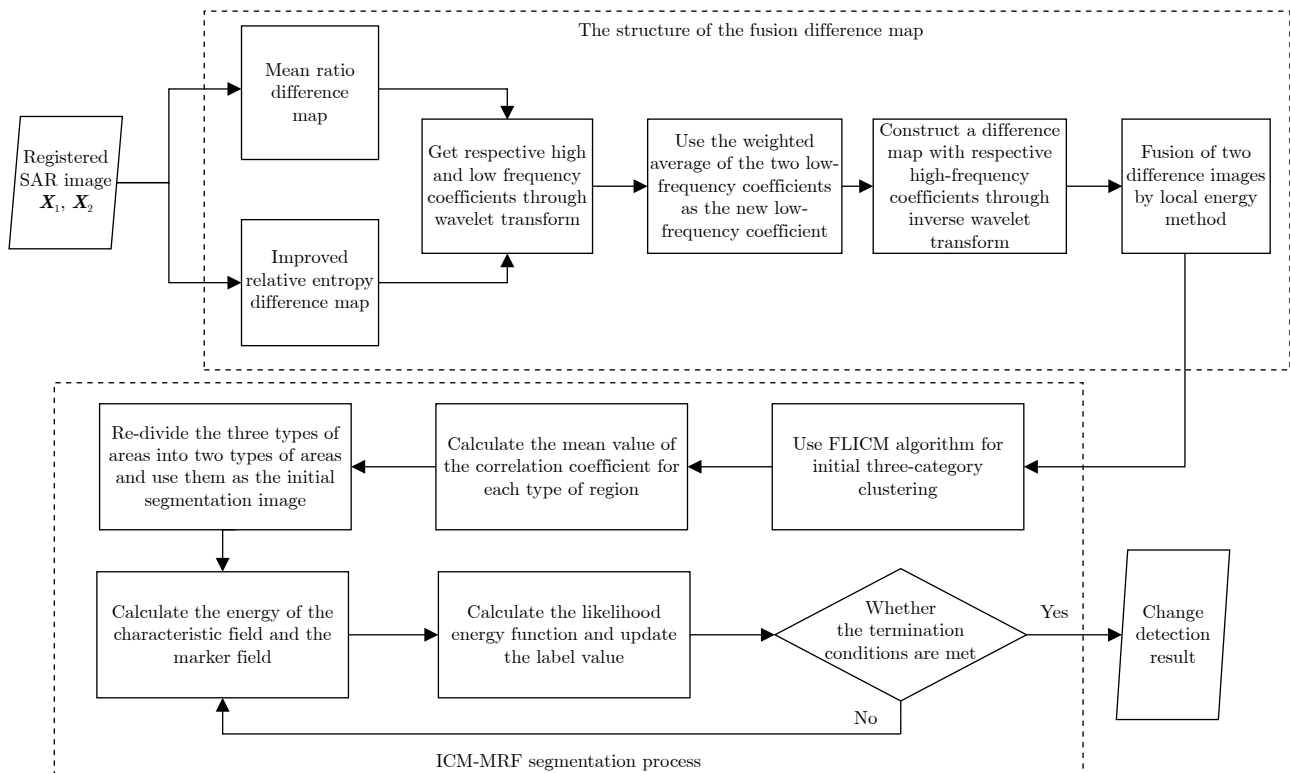 The structure of the fusion difference map
Registered
SAR image
X₁, X₂
Mean ratio
difference
map
Improved
relative entropy
difference map
Get respective high
and low frequency
coefficients through
wavelet transform
Use the weighted
average of the two low-
frequency coefficients
as the new low-
frequency coefficient
Construct a difference
map with respective
high-frequency
coefficients through
inverse wavelet
transform
Fusion of two
difference images
by local energy
method
Use FLICM algorithm for
initial three-category
clustering
Calculate the mean value of
the correlation coefficient for
each type of region
Re-divide the three types of
areas into two types of areas
and use them as the initial
segmentation image
Calculate the energy of the
characteristic field and the
marker field
Calculate the likelihood
energy function and update
the label value
Whether
the termination
conditions are met
Yes
No
Change
detection
result
ICM-MRF segmentation process